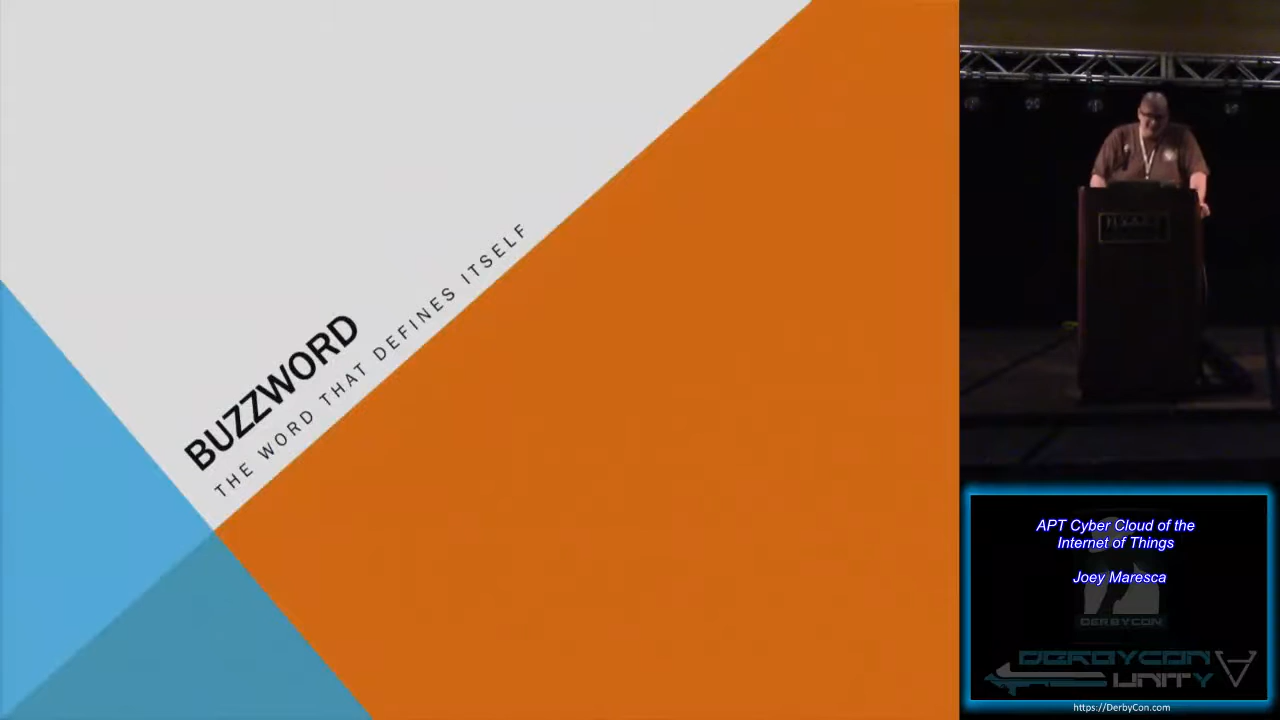 BUZZWORD
THE WORD THAT DEFINES ITSELF
HYATT
APT Cyber Cloud of the
Internet of Things
Joey Maresca
DERBYCON
DERBYCON
UNITY
https://DerbyCon.com